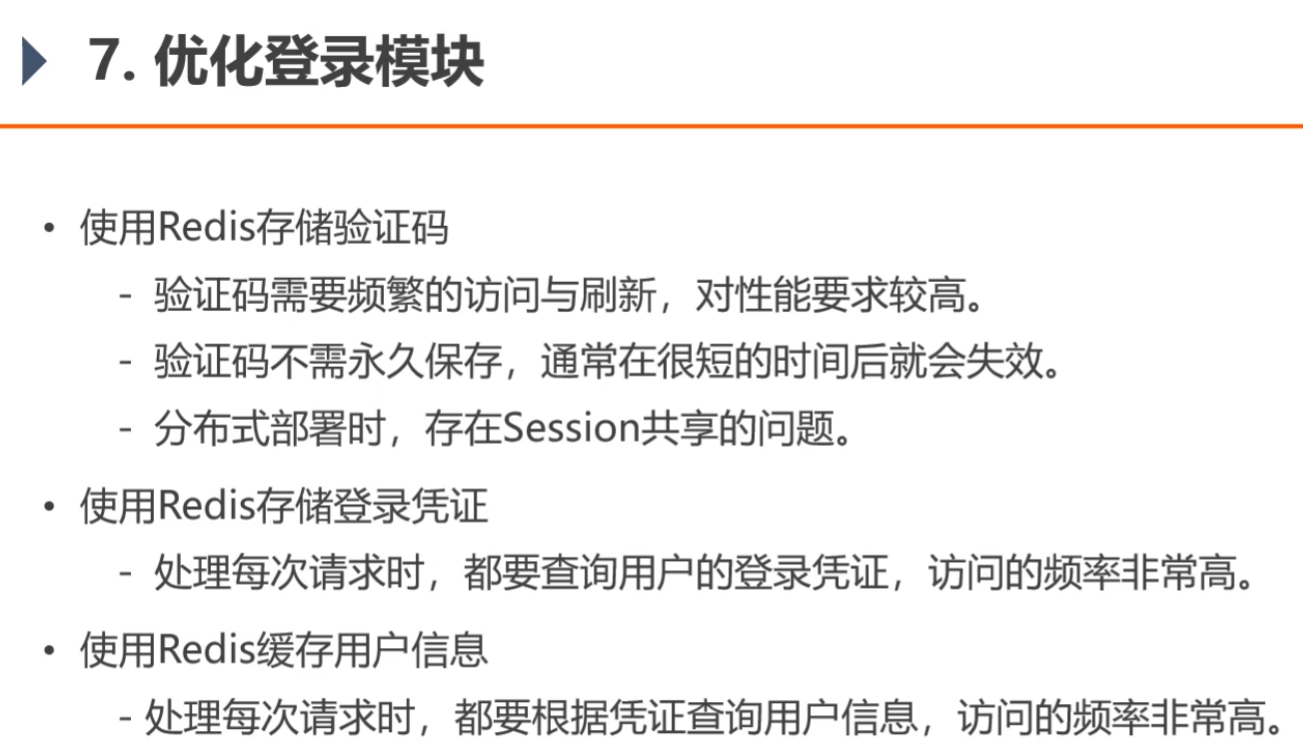 7. 优化登录模块
• 使用Redis存储验证码
- 验证码需要频繁的访问与刷新，对性能要求较高。
- 验证码不需永久保存，通常在很短的时间后就会失效。
- 分布式部署时，存在Session共享的问题。
• 使用Redis存储登录凭证
- 处理每次请求时，都要查询用户的登录凭证，访问的频率非常高。
• 使用Redis缓存用户信息
- 处理每次请求时，都要根据凭证查询用户信息，访问的频率非常高。